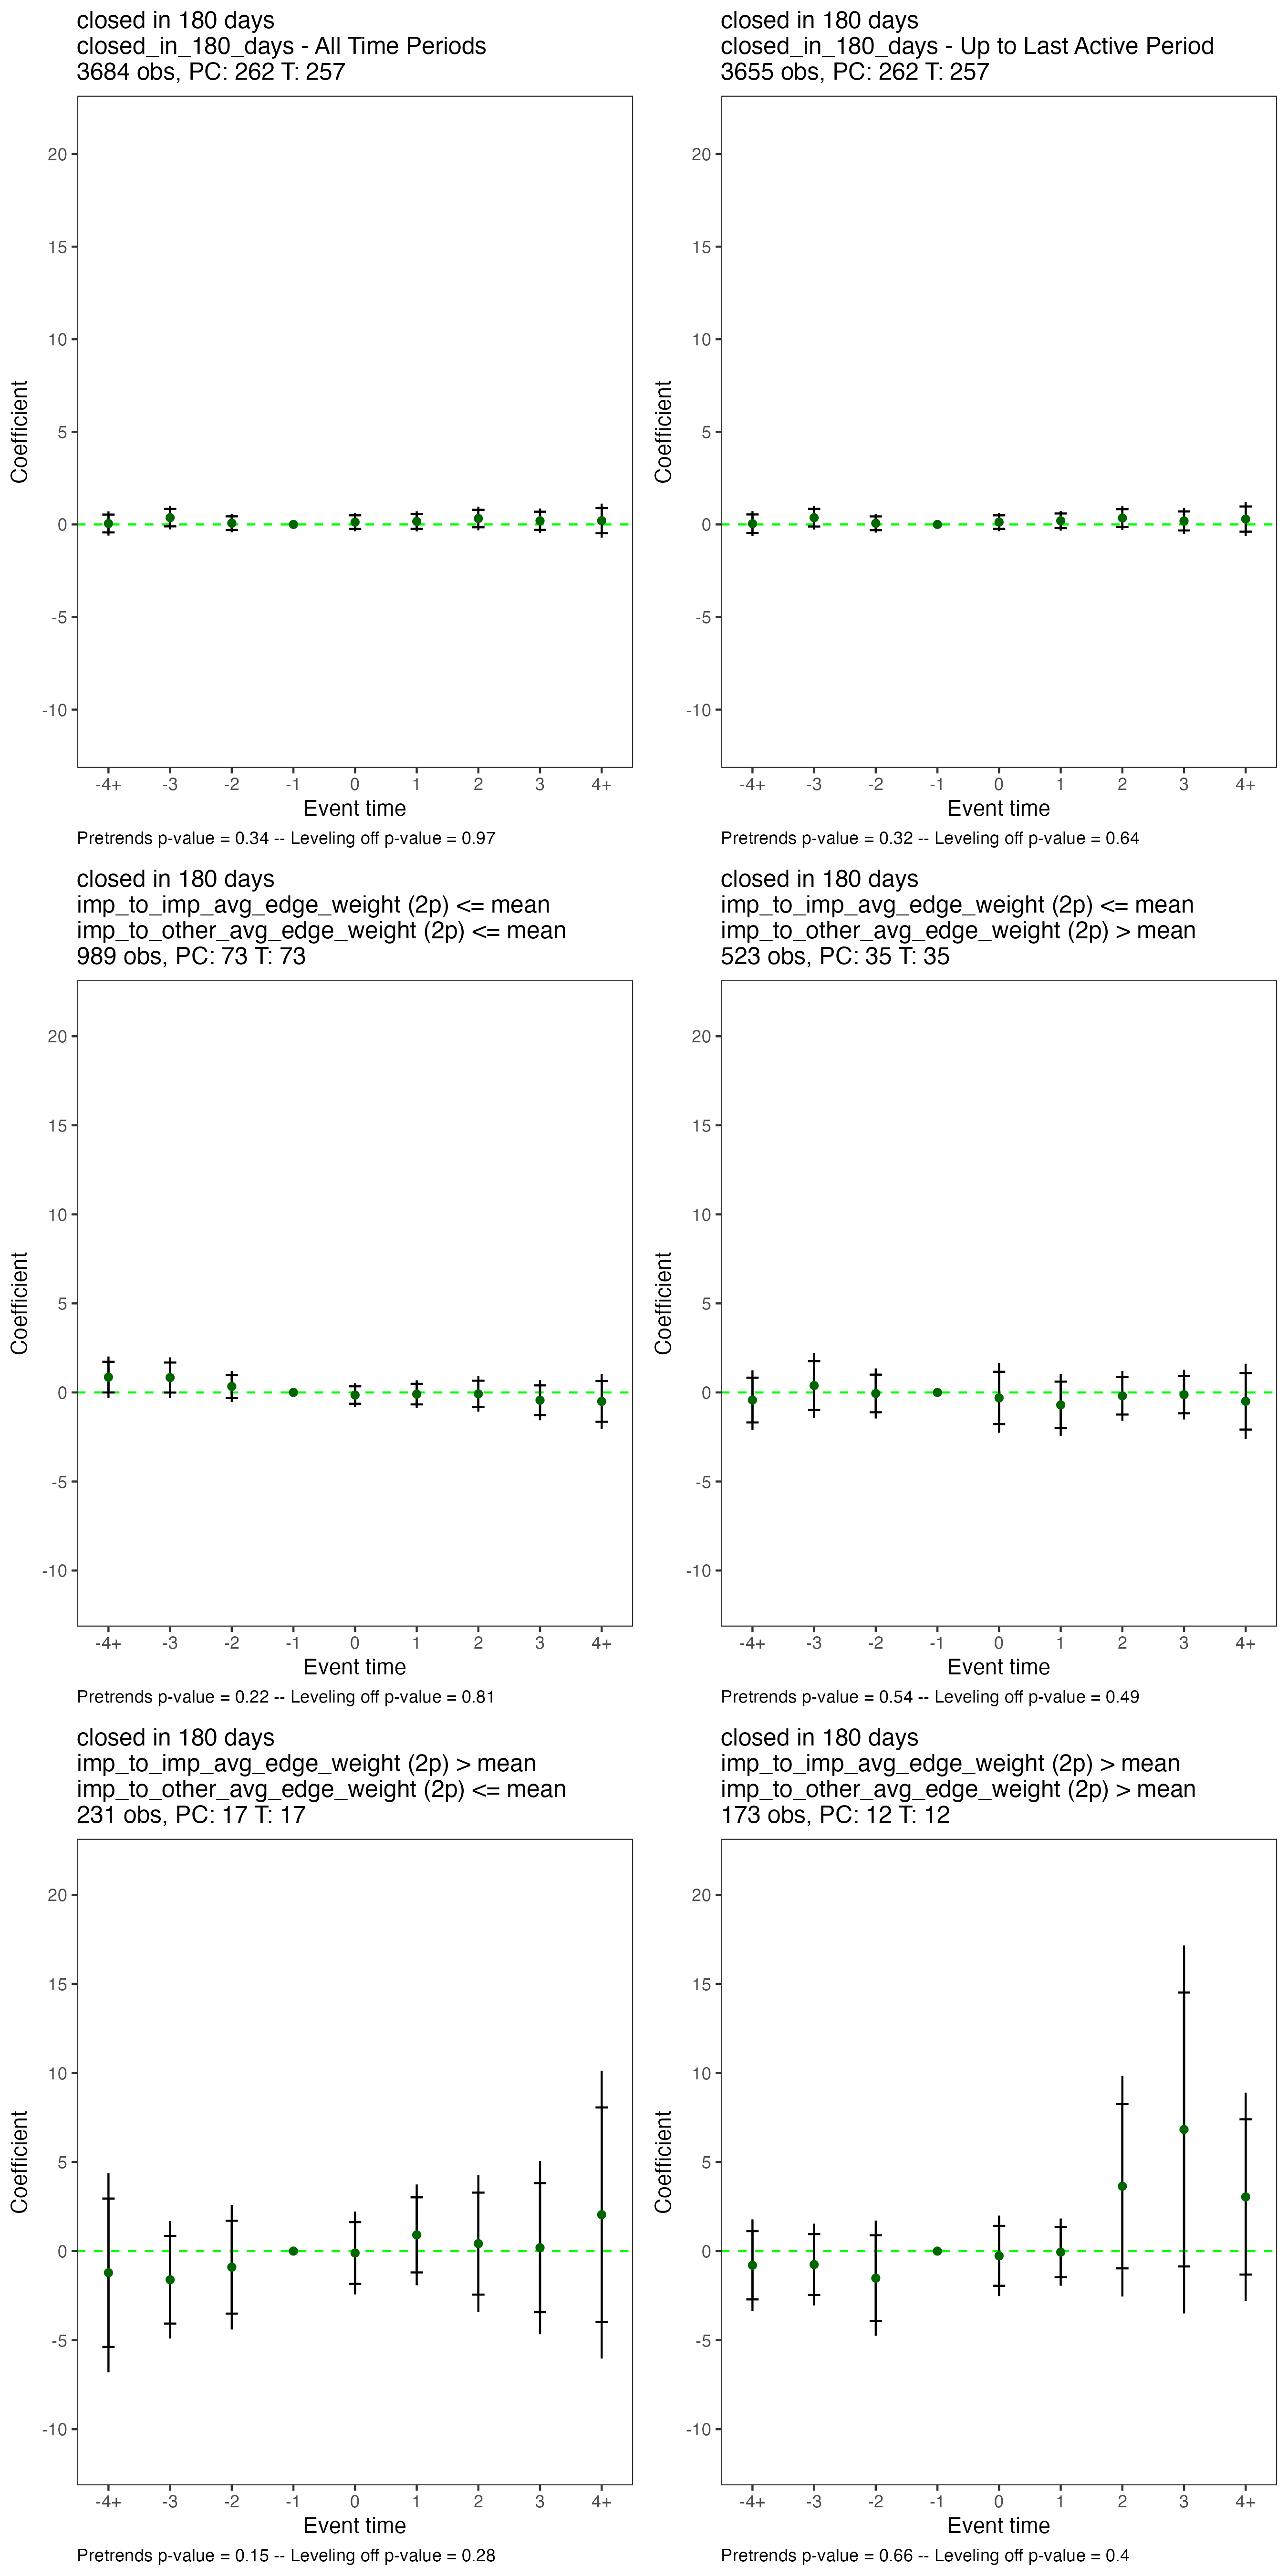 closed in 180 days
closed_in_180_days - All Time Periods
3684 obs, PC: 262 T: 257
20
15
10
5
0
-5
-10
Coefficient
-4+ -3 -2 -1 0 1 2 3 4+
Event time
Pretrends p-value = 0.34 -- Leveling off p-value = 0.97
closed in 180 days
closed_in_180_days - Up to Last Active Period
3655 obs, PC: 262 T: 257
20
15
10
5
0
-5
-10
Coefficient
-4+ -3 -2 -1 0 1 2 3 4+
Event time
Pretrends p-value = 0.32 -- Leveling off p-value = 0.64
closed in 180 days
imp_to_imp_avg_edge_weight (2p) <= mean
imp_to_other_avg_edge_weight (2p) <= mean
989 obs, PC: 73 T: 73
20
15
10
5
0
-5
-10
Coefficient
-4+ -3 -2 -1 0 1 2 3 4+
Event time
Pretrends p-value = 0.22 -- Leveling off p-value = 0.81
closed in 180 days
imp_to_imp_avg_edge_weight (2p) <= mean
imp_to_other_avg_edge_weight (2p) > mean
523 obs, PC: 35 T: 35
20
15
10
5
0
-5
-10
Coefficient
-4+ -3 -2 -1 0 1 2 3 4+
Event time
Pretrends p-value = 0.54 -- Leveling off p-value = 0.49
closed in 180 days
imp_to_imp_avg_edge_weight (2p) > mean
imp_to_other_avg_edge_weight (2p) <= mean
231 obs, PC: 17 T: 17
20
15
10
5
0
-5
-10
Coefficient
-4+ -3 -2 -1 0 1 2 3 4+
Event time
Pretrends p-value = 0.15 -- Leveling off p-value = 0.28
closed in 180 days
imp_to_imp_avg_edge_weight (2p) > mean
imp_to_other_avg_edge_weight (2p) > mean
173 obs, PC: 12 T: 12
20
15
10
5
0
-5
-10
Coefficient
-4+ -3 -2 -1 0 1 2 3 4+
Event time
Pretrends p-value = 0.66 -- Leveling off p-value = 0.4